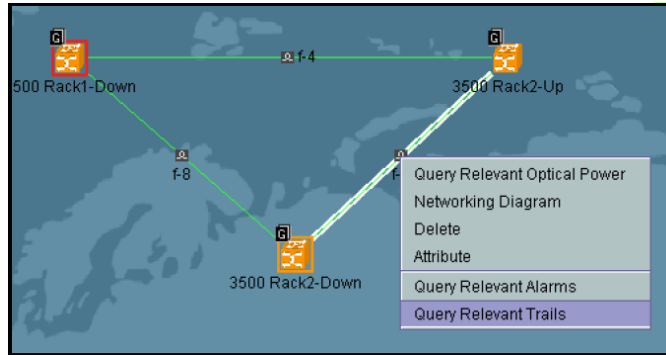 G
G
f-4
500 Rack1-Down
3500 Rack2-Up
f-8
f-
Query Relevant Optical Power
Networking Diagram
Delete
Attribute
G
3500 Rack2-Down
Query Relevant Alarms
Query Relevant Trails